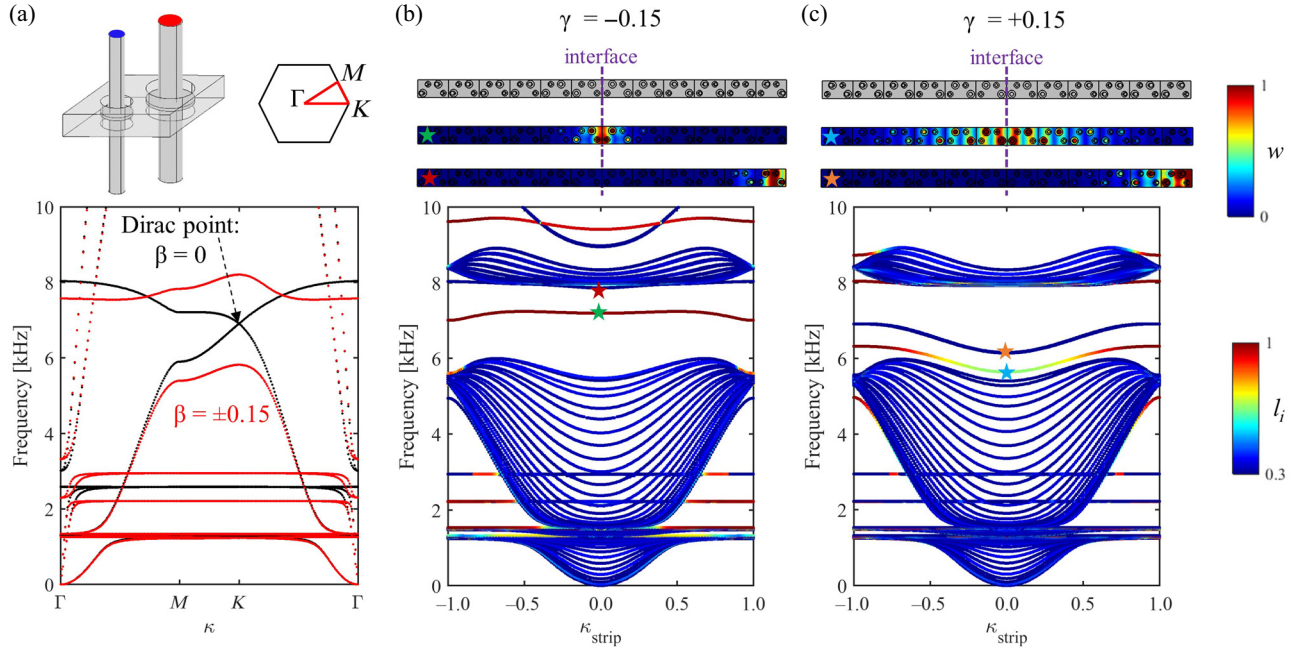 (a)
M
Γ
K
Dirac point:
β = 0
β = ±0.15
10
8
6
4
2
0
Frequency [kHz]
Γ
M
K
Γ
κ
(b)
γ = –0.15
interface
10
8
6
4
2
0
Frequency [kHz]
–1.0
–0.5
0.0
0.5
1.0
κstrip
(c)
γ = +0.15
interface
10
8
6
4
2
0
Frequency [kHz]
–1.0
–0.5
0.0
0.5
1.0
κstrip
1
w
0
1
li
0.3